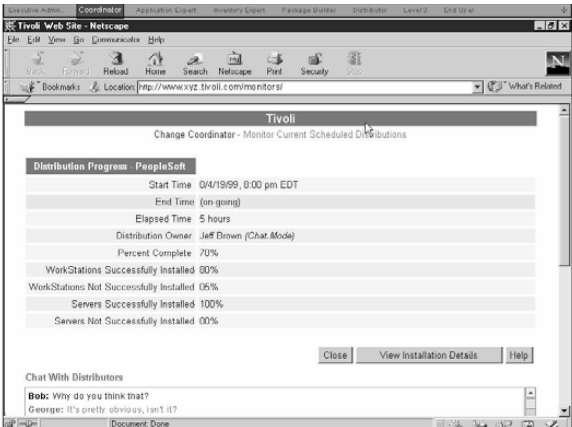 Executive Admin. Coordinator Application Expert Inventory Expert Package Builder Distributor Level 3 End User
Tivoli Web Site - Netscape
File Edit View Go Communicator Help
Back Forward Reload Home Search Netscape Print Security Stop
Bookmarks Location: http://www.xyz.tivoli.com/monitors/ What's Related
Tivoli
Change Coordinator - Monitor Current Scheduled Distributions
Distribution Progress - PeopleSoft
Start Time 0/4/19/99, 8:00 pm EDT
End Time (on-going)
Elapsed Time 5 hours
Distribution Owner Jeff Brown (Chat Mode)
Percent Complete 70%
WorkStations Successfully Installed 80%
WorkStations Not Successfully Installed 05%
Servers Successfully Installed 100%
Servers Not Successfully Installed 00%
Close View Installation Details Help
Chat With Distributors
Bob: Why do you think that?
George: It's pretty obvious, isn't it?
Document: Done